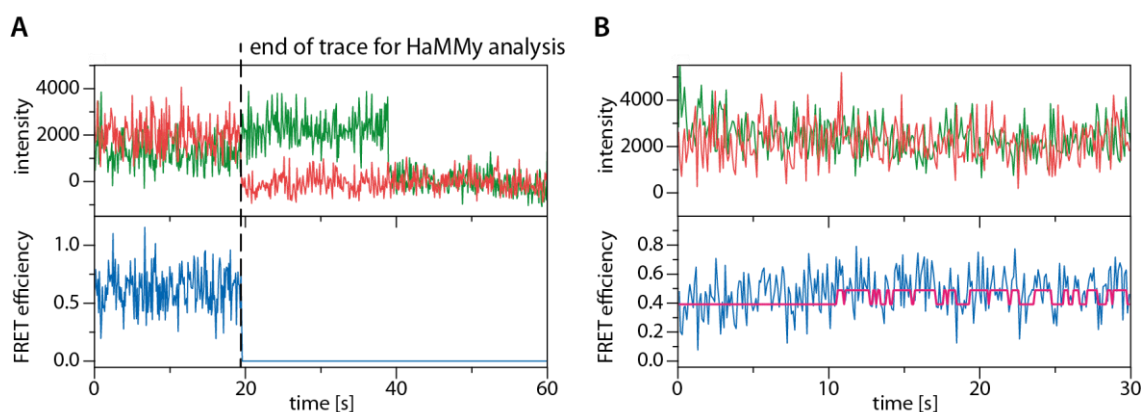 A
end of trace for HaMMy analysis
intensity
4000
2000
0
FRET efficiency
1.0
0.5
0.0
0 20 40 60
time [s]
B
intensity
4000
2000
0
FRET efficiency
0.8
0.6
0.4
0.2
0.0
0 10 20 30
time [s]